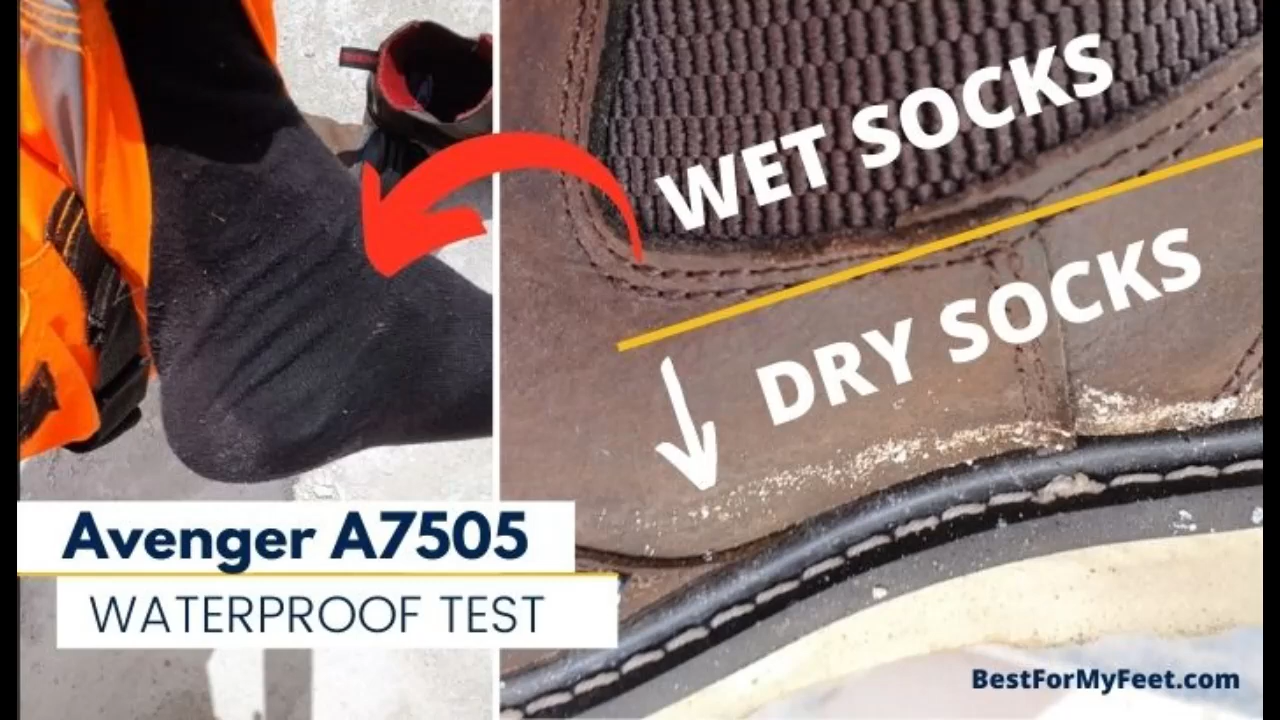 WET SOCKS
DRY SOCKS
Avenger A7505
WATERPROOF TEST
BestForMyFeet.com